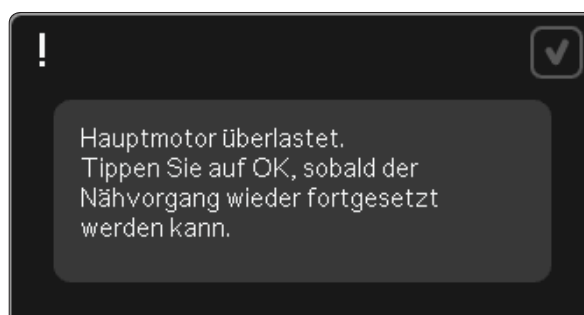 !
Hauptmotor überlastet.
Tippen Sie auf OK, sobald der
Nähvorgang wieder fortgesetzt
werden kann.